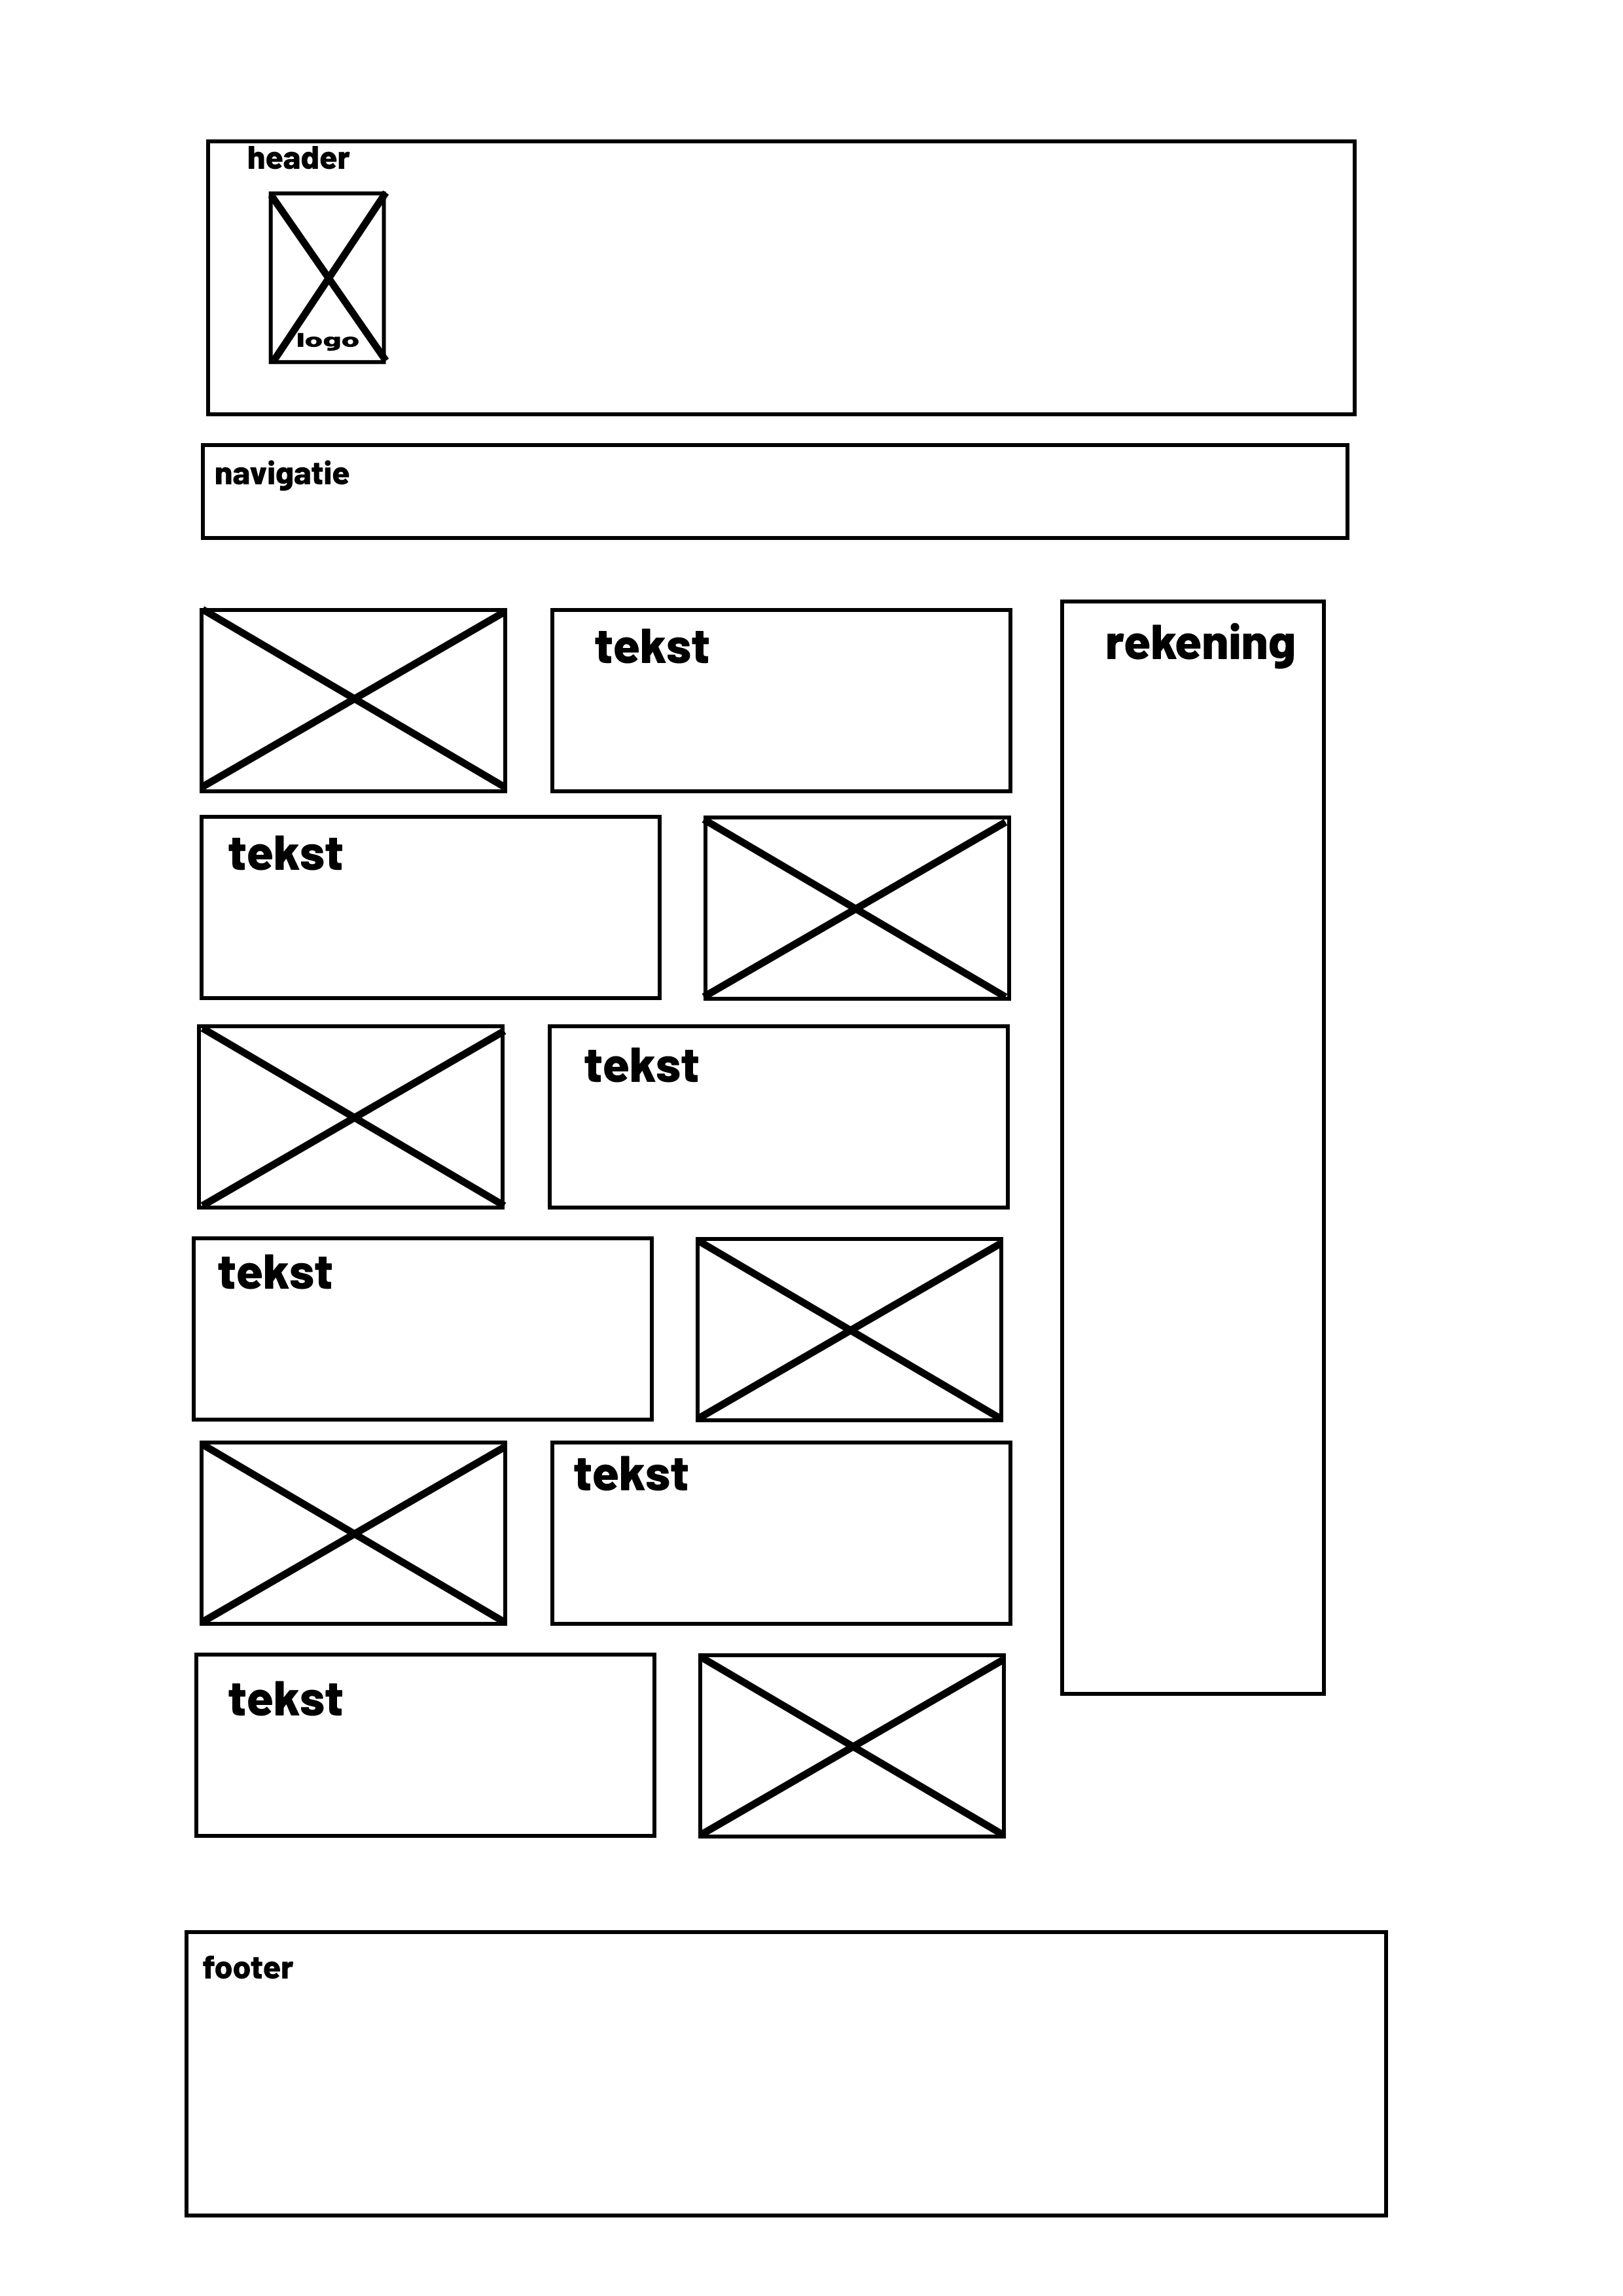 header
logo
navigatie
tekst
rekening
tekst
tekst
tekst
tekst
tekst
footer